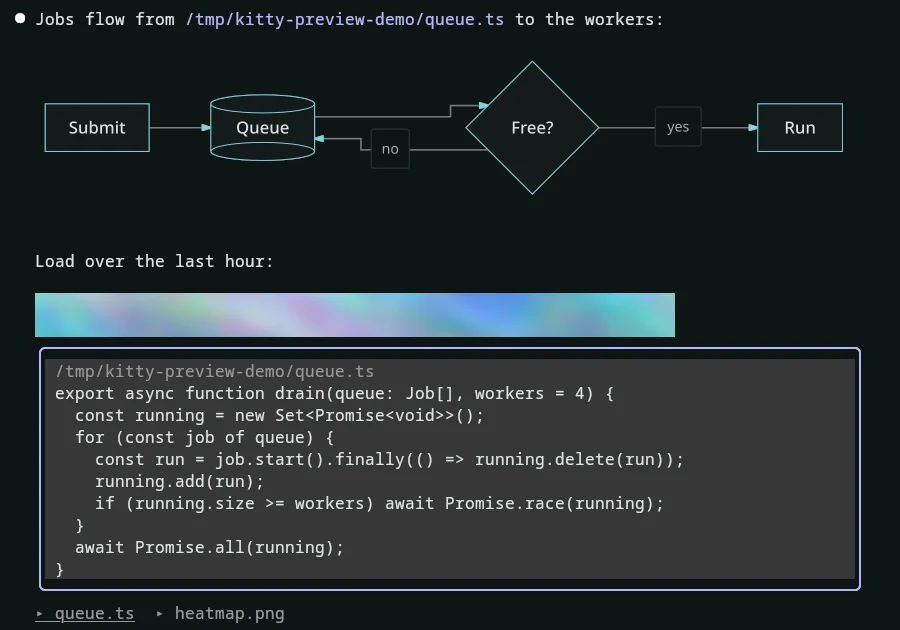 Jobs flow from /tmp/kitty-preview-demo/queue.ts to the workers:
Submit
Queue
no
Free?
yes
Run
Load over the last hour:
/tmp/kitty-preview-demo/queue.ts
export async function drain(queue: Job[], workers = 4) {
  const running = new Set<Promise<void>>();
  for (const job of queue) {
    const run = job.start().finally(() => running.delete(run));
    running.add(run);
    if (running.size >= workers) await Promise.race(running);
  }
  await Promise.all(running);
}
▸ queue.ts ▸ heatmap.png